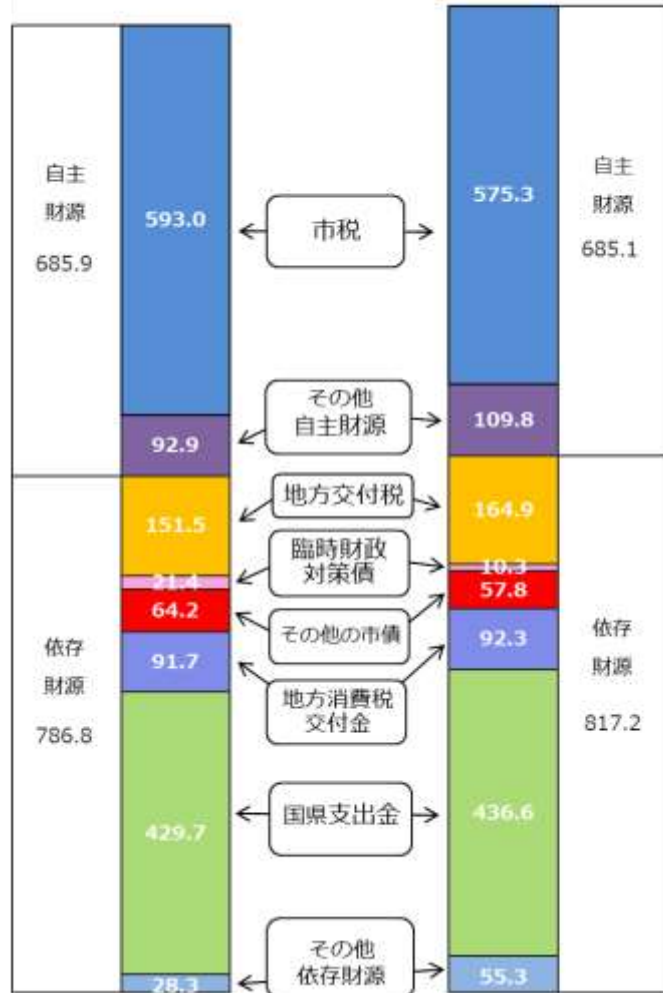 自主
財源
685.9
593.0
市税
575.3
自主
財源
685.1
その他
自主財源
92.9
109.8
地方交付税
151.5
164.9
臨時財政
対策債
21.4
10.3
64.2
その他の市債
57.8
依存
財源
786.8
91.7
地方消費税
交付金
92.3
依存
財源
817.2
429.7
国県支出金
436.6
その他
依存財源
28.3
55.3